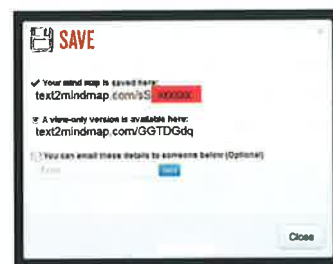 SAVE
Your mind map is saved here:
text2mindmap.com/sS
A view-only version is available here:
text2mindmap.com/GGTDGdq
You can email these details to someone below (Optional)
Close